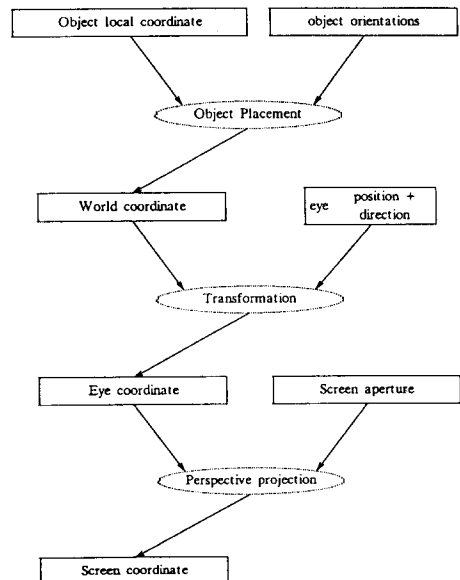 Object local coordinate
object orientations
Object Placement
World coordinate
eye position +
direction
Transformation
Eye coordinate
Screen aperture
Perspective projection
Screen coordinate